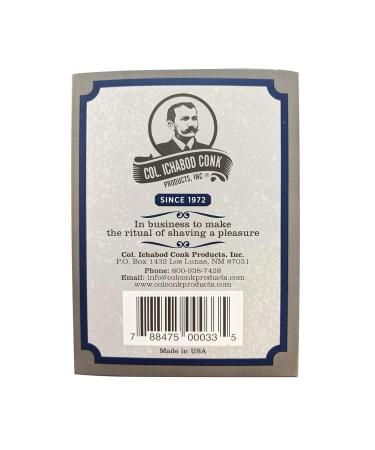 COL. ICHABOD CONK
PRODUCTS, INC
SINCE 1972
In business to make
the ritual of shaving a pleasure
Col. Ichabod Conk Products, Inc.
P.O. Box 1432 Los Lunas, NM 87031
Phone: 800-938-7428
Email: info@colconkproducts.com
www.colconkproducts.com
7 88475 00033 5
Made in USA